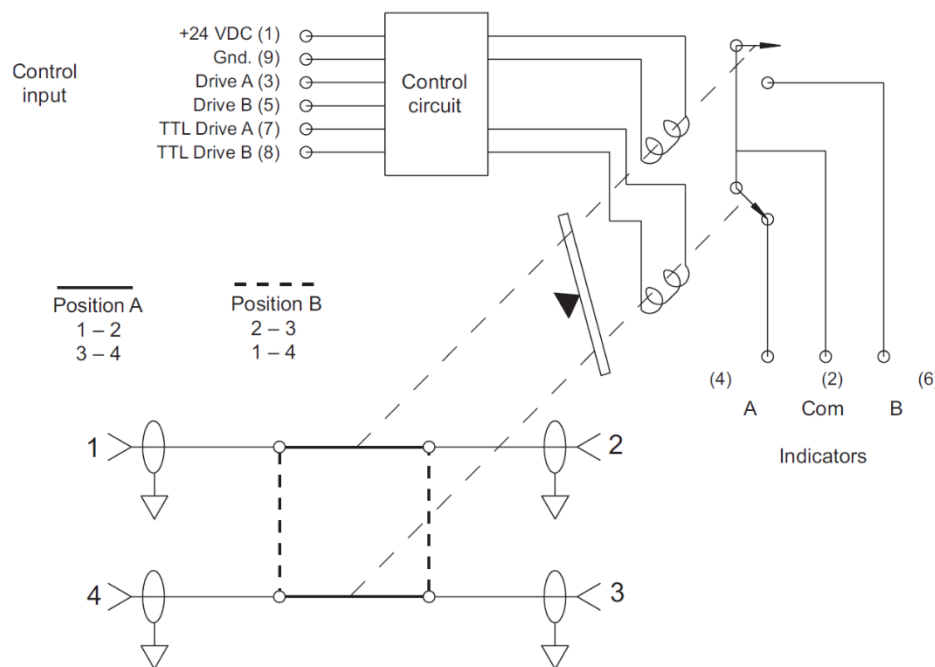 +24 VDC (1)
Gnd. (9)
Drive A (3)
Drive B (5)
TTL Drive A (7)
TTL Drive B (8)
Control
input
Control
circuit
Position A
1 – 2
3 – 4
Position B
2 – 3
1 – 4
(4)
(2)
(6
A
Com
B
Indicators
1
2
4
3